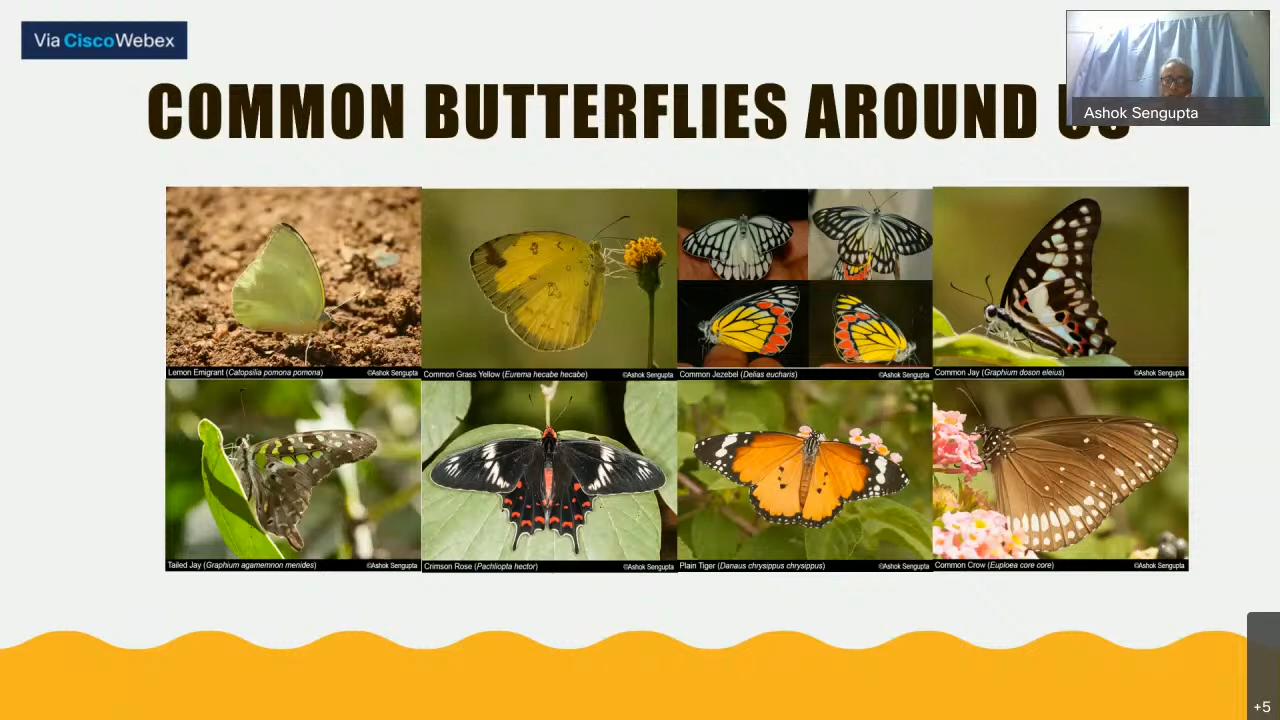 Via CiscoWebex
COMMON BUTTERFLIES AROUND
Ashok Sengupta
Lemon Emigrant (Catopsilia pomona pomona) ©Ashok Sengupta
Common Grass Yellow (Eurema hecabe hecabe) ©Ashok Sengupta
Common Jezebel (Delias eucharis) ©Ashok Sengupta
Common Jay (Graphium doson eleius) ©Ashok Sengupta
Tailed Jay (Graphium agamemnon menides) ©Ashok Sengupta
Crimson Rose (Pachliopta hector) ©Ashok Sengupta
Plain Tiger (Danaus chrysippus chrysippus) ©Ashok Sengupta
Common Crow (Euploea core core) ©Ashok Sengupta
+5